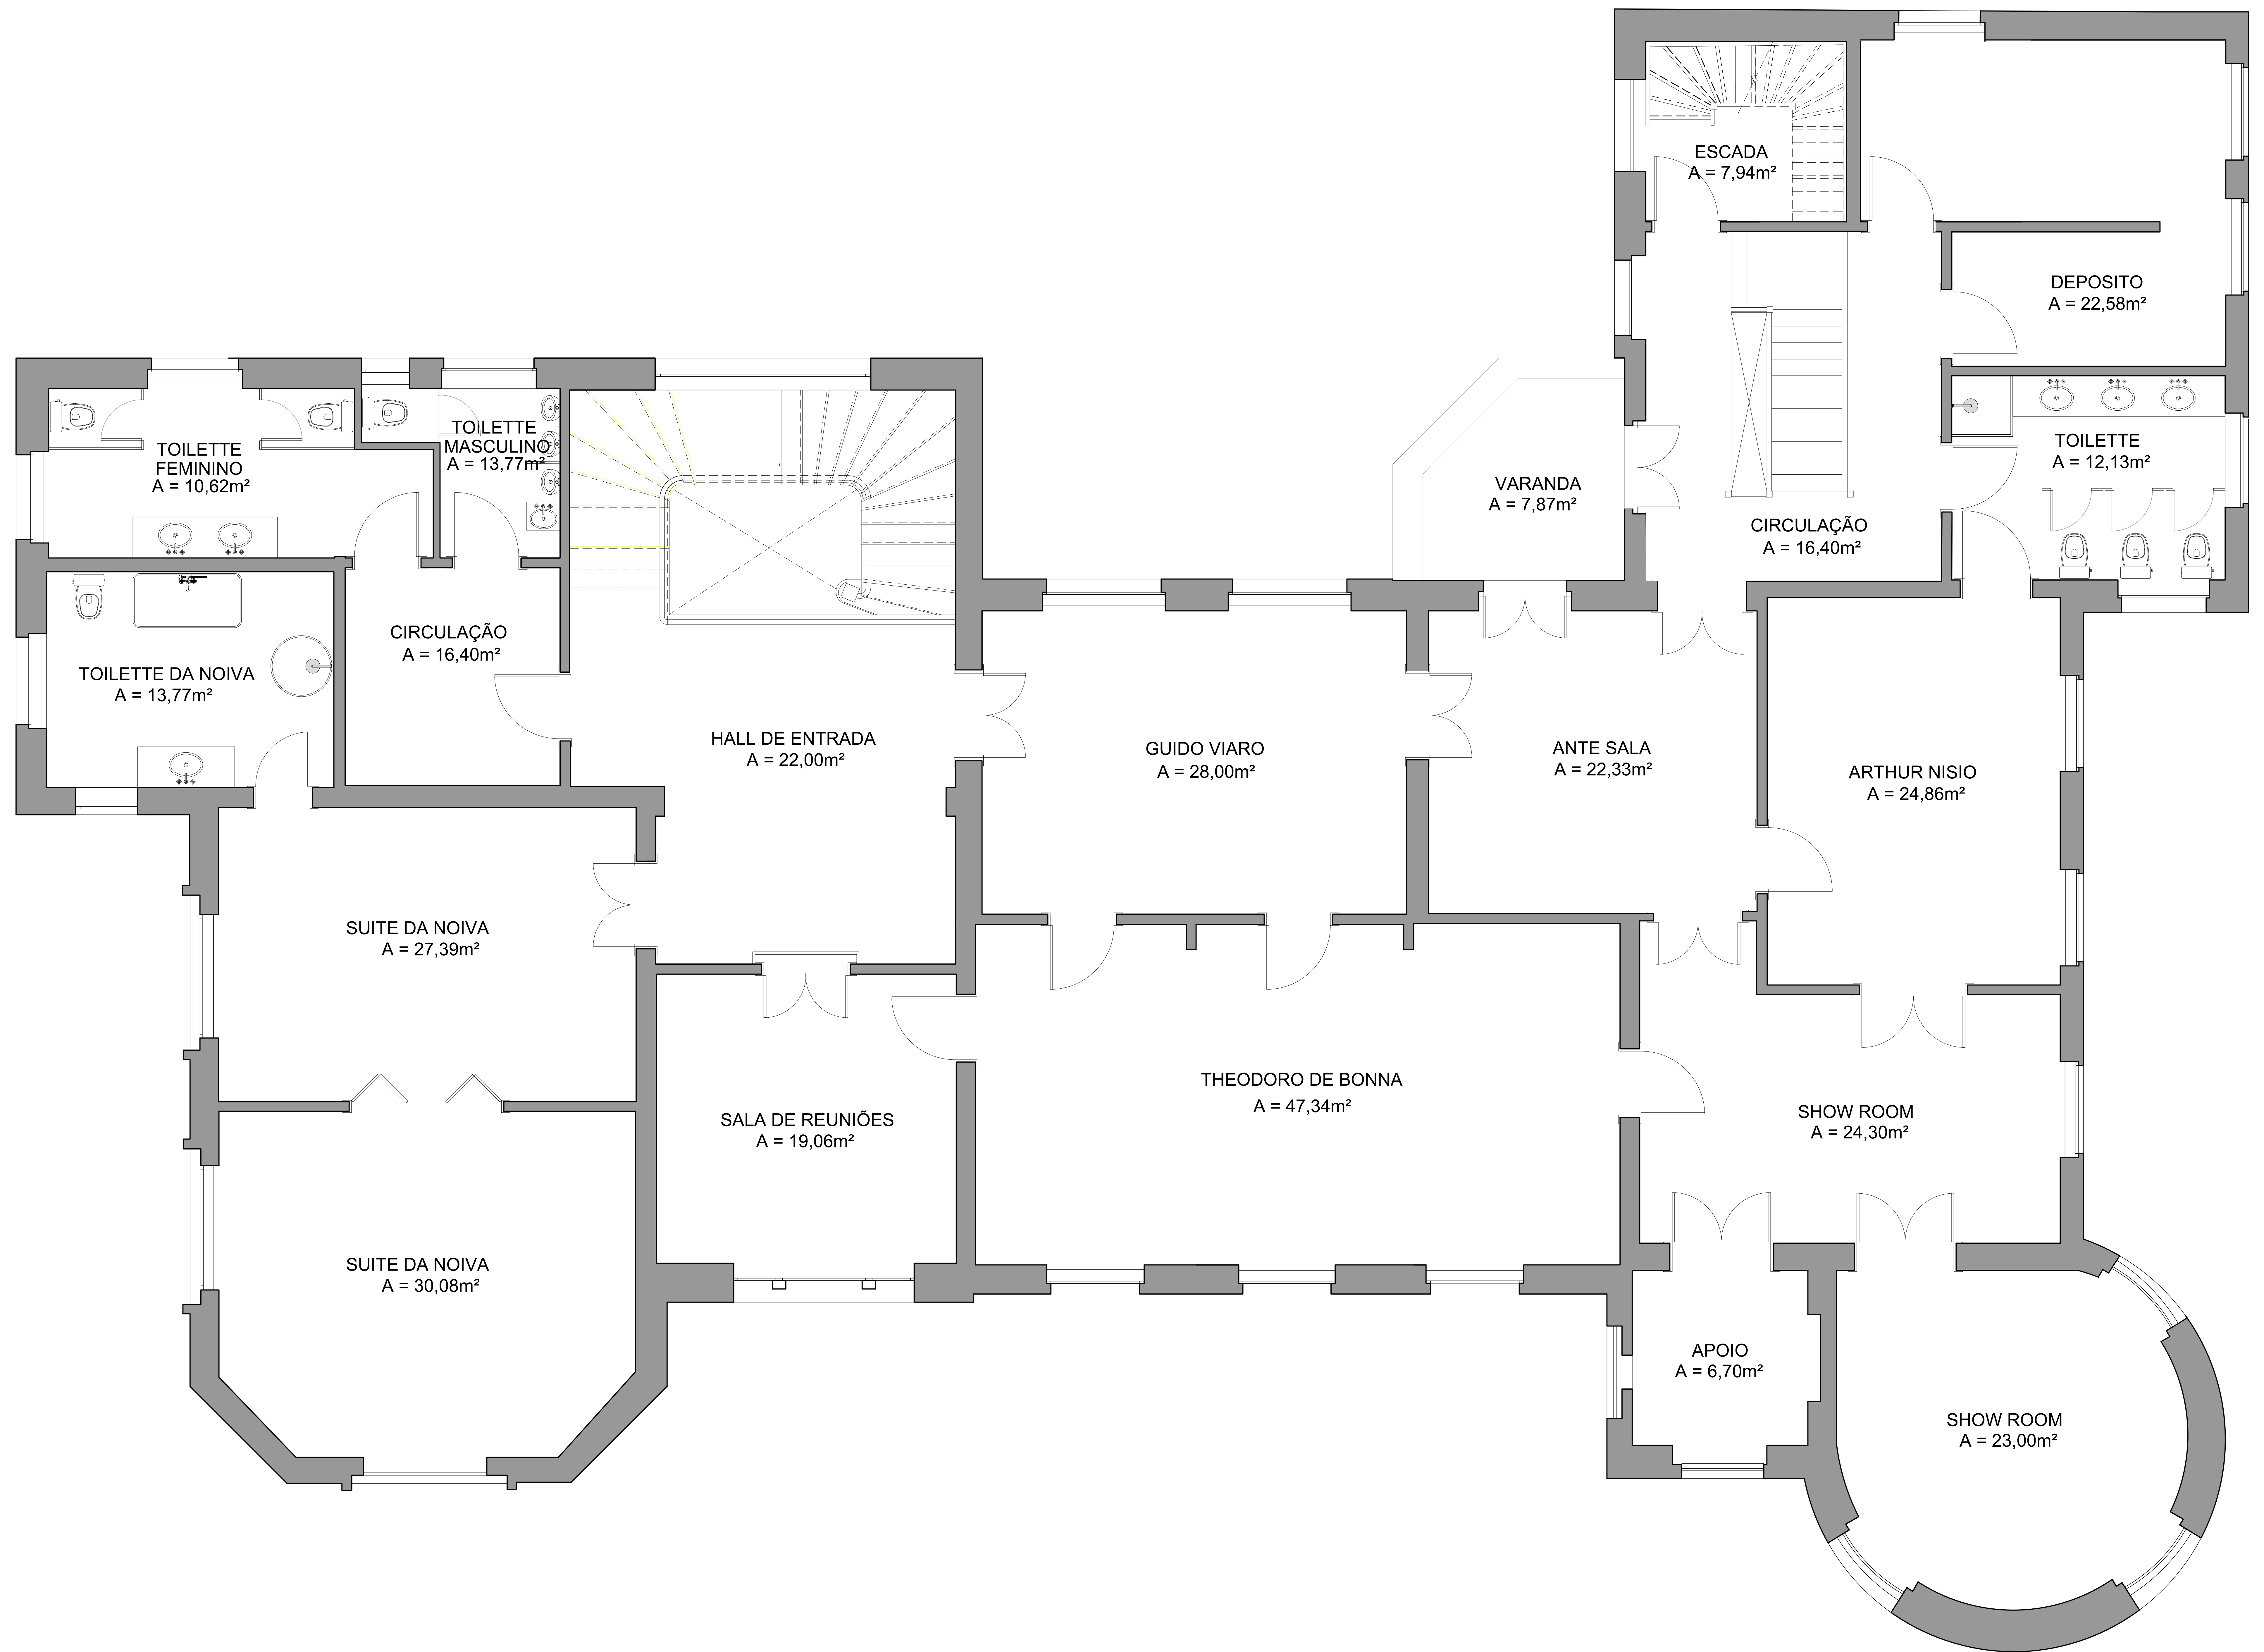 ESCADA
A = 7,94m²
DEPOSITO
A = 22,58m²
TOILETTE
FEMININO
A = 10,62m²
TOILETTE
MASCULINO
A = 13,77m²
VARANDA
A = 7,87m²
TOILETTE
A = 12,13m²
CIRCULAÇÃO
A = 16,40m²
CIRCULAÇÃO
A = 16,40m²
TOILETTE DA NOIVA
A = 13,77m²
HALL DE ENTRADA
A = 22,00m²
GUIDO VIARO
A = 28,00m²
ANTE SALA
A = 22,33m²
ARTHUR NISIO
A = 24,86m²
SUITE DA NOIVA
A = 27,39m²
SALA DE REUNIÕES
A = 19,06m²
THEODORO DE BONNA
A = 47,34m²
SHOW ROOM
A = 24,30m²
SUITE DA NOIVA
A = 30,08m²
APOIO
A = 6,70m²
SHOW ROOM
A = 23,00m²